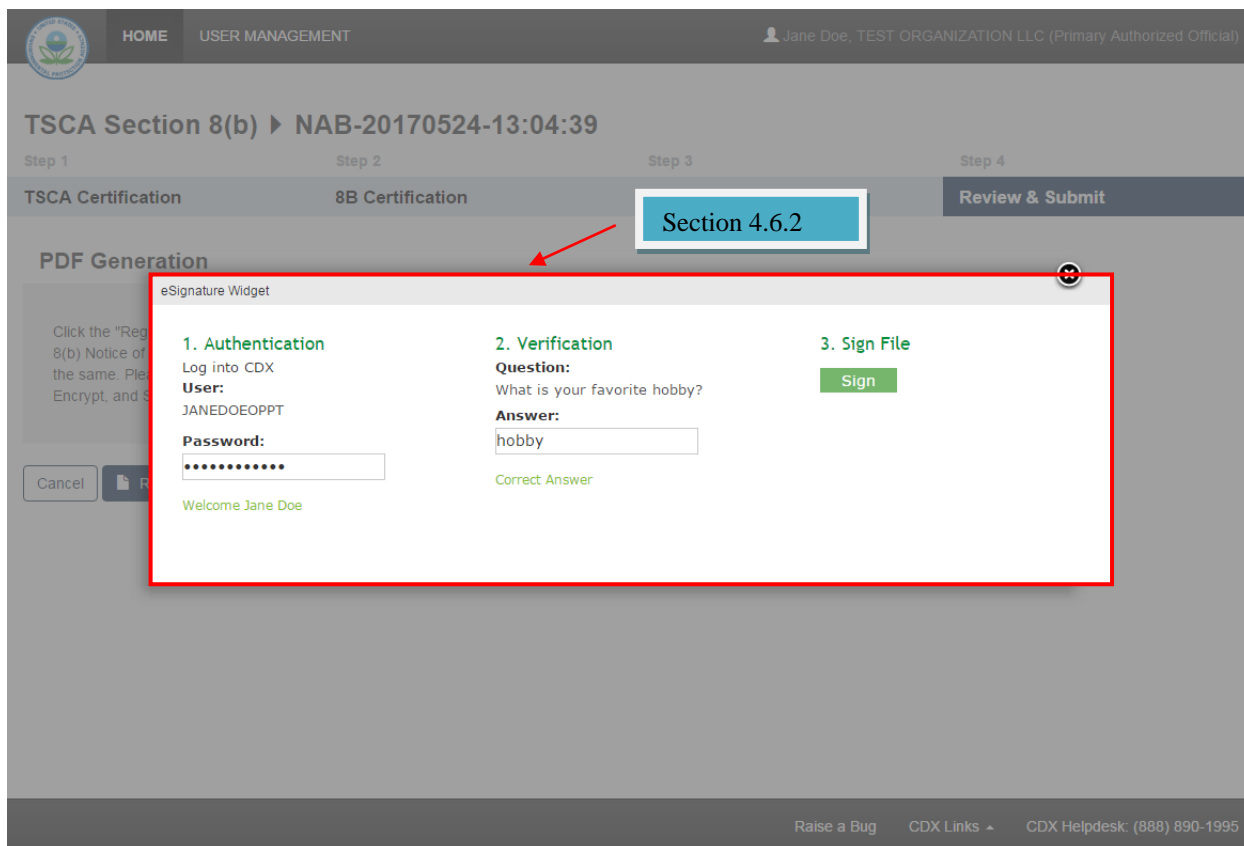 HOME USER MANAGEMENT Jane Doe, TEST ORGANIZATION LLC (Primary Authorized Official)
TSCA Section 8(b) NAB-20170524-13:04:39
Step 1 Step 2 Step 3 Step 4
TSCA Certification 8B Certification Review & Submit
Section 4.6.2
PDF Generation
eSignature Widget
Click the "Reg
8(b) Notice of
the same. Plea
Encrypt, and S
1. Authentication
Log into CDX
User:
JANEDOEOPPT
Password:
••••••••••••
Welcome Jane Doe
2. Verification
Question:
What is your favorite hobby?
Answer:
hobby
Correct Answer
3. Sign File
Sign
Cancel R
Raise a Bug CDX Links CDX Helpdesk: (888) 890-1995